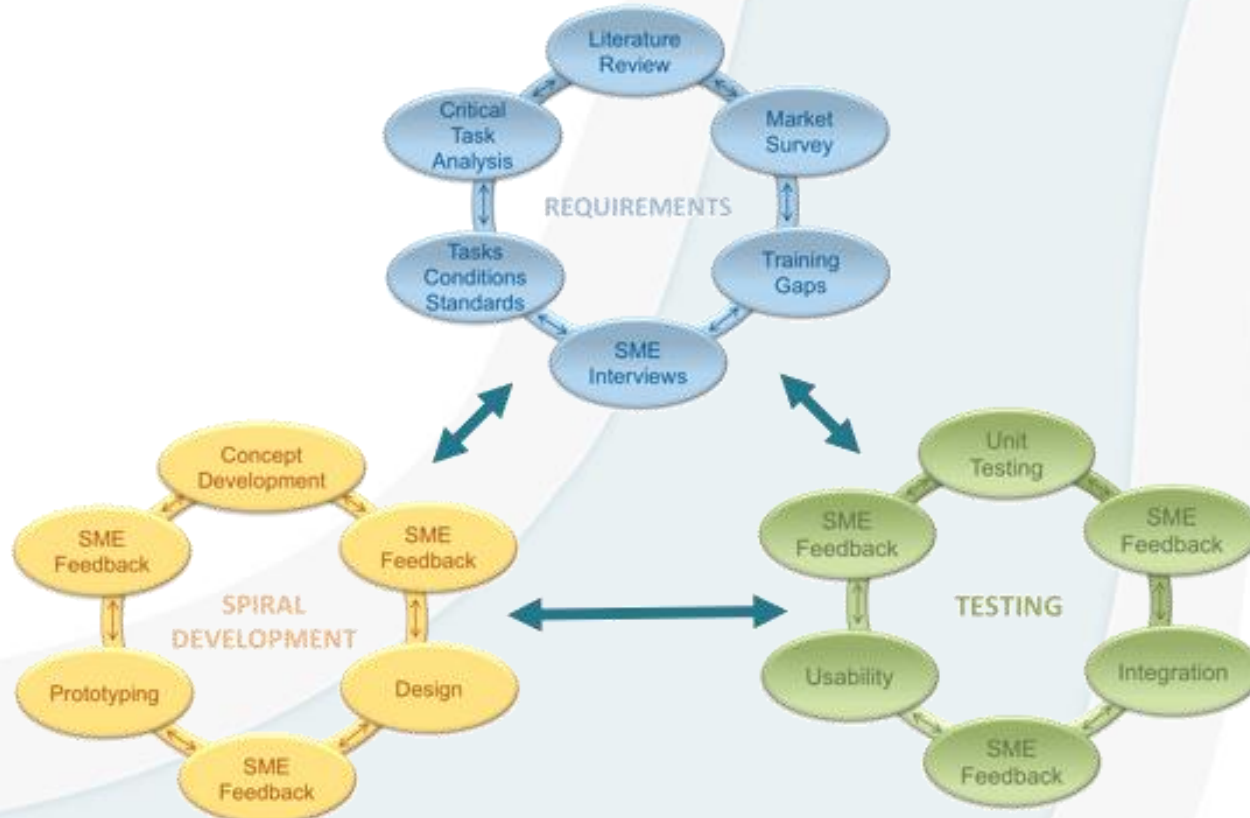 Literature
Review
Critical
Task
Analysis
Market
Survey
REQUIREMENTS
Tasks
Conditions
Standards
Training
Gaps
SME
Interviews
Concept
Development
SME
Feedback
SME
Feedback
SPIRAL
DEVELOPMENT
Prototyping
Design
SME
Feedback
Unit
Testing
SME
Feedback
SME
Feedback
TESTING
Usability
Integration
SME
Feedback